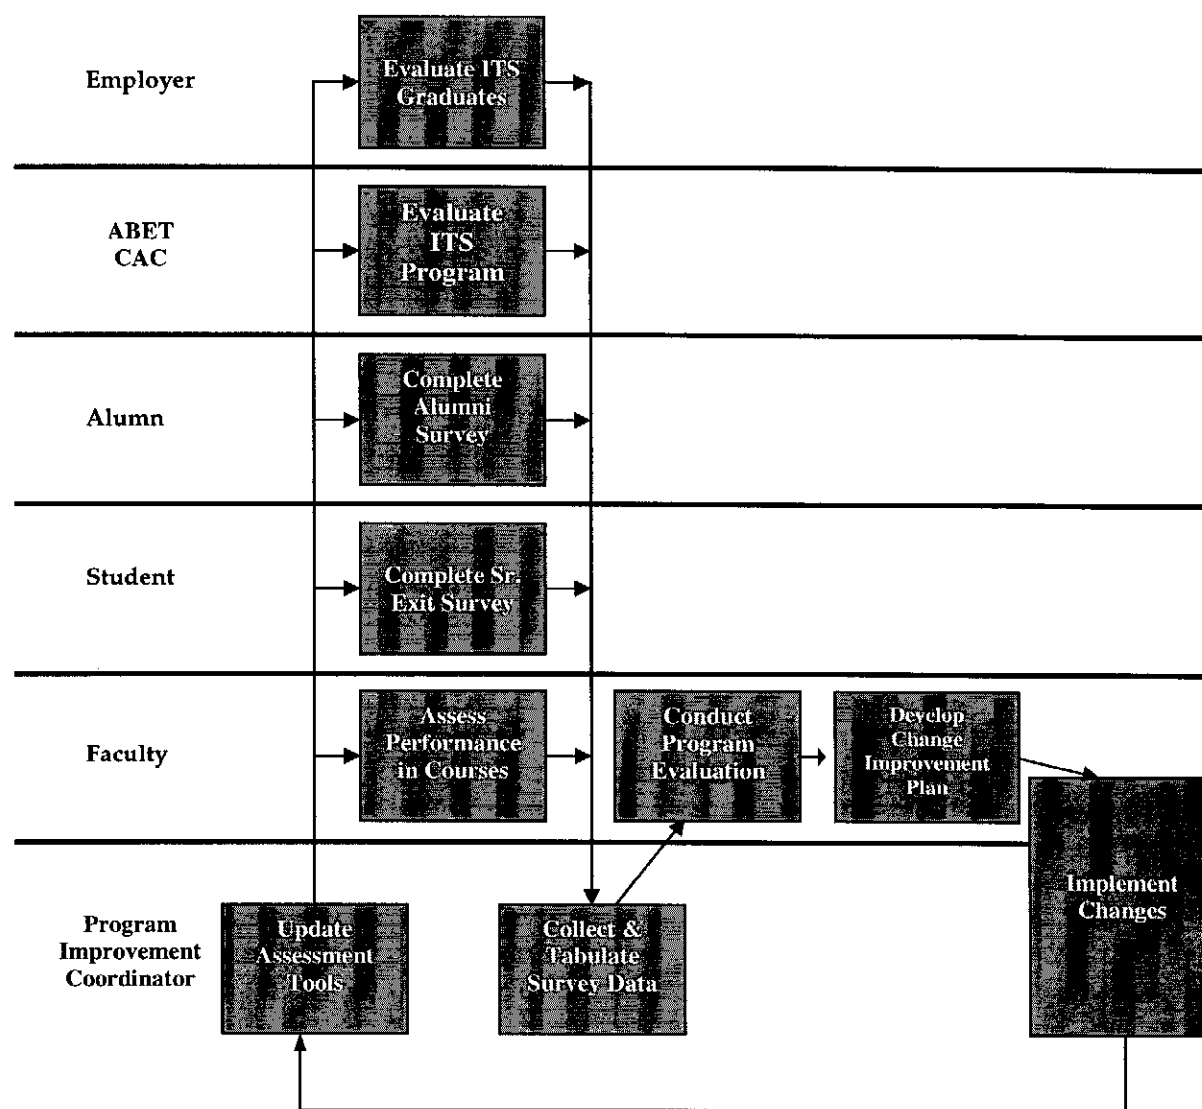 Employer
Evaluate ITS
Graduates
ABET
CAC
Evaluate
ITS
Program
Alumn
Complete
Alumni
Survey
Student
Complete Sr.
Exit Survey
Faculty
Assess
Performance
in Courses
Conduct
Program
Evaluation
Develop
Change
Improvement
Plan
Implement
Changes
Program
Improvement
Coordinator
Update
Assessment
Tools
Collect &
Tabulate
Survey Data